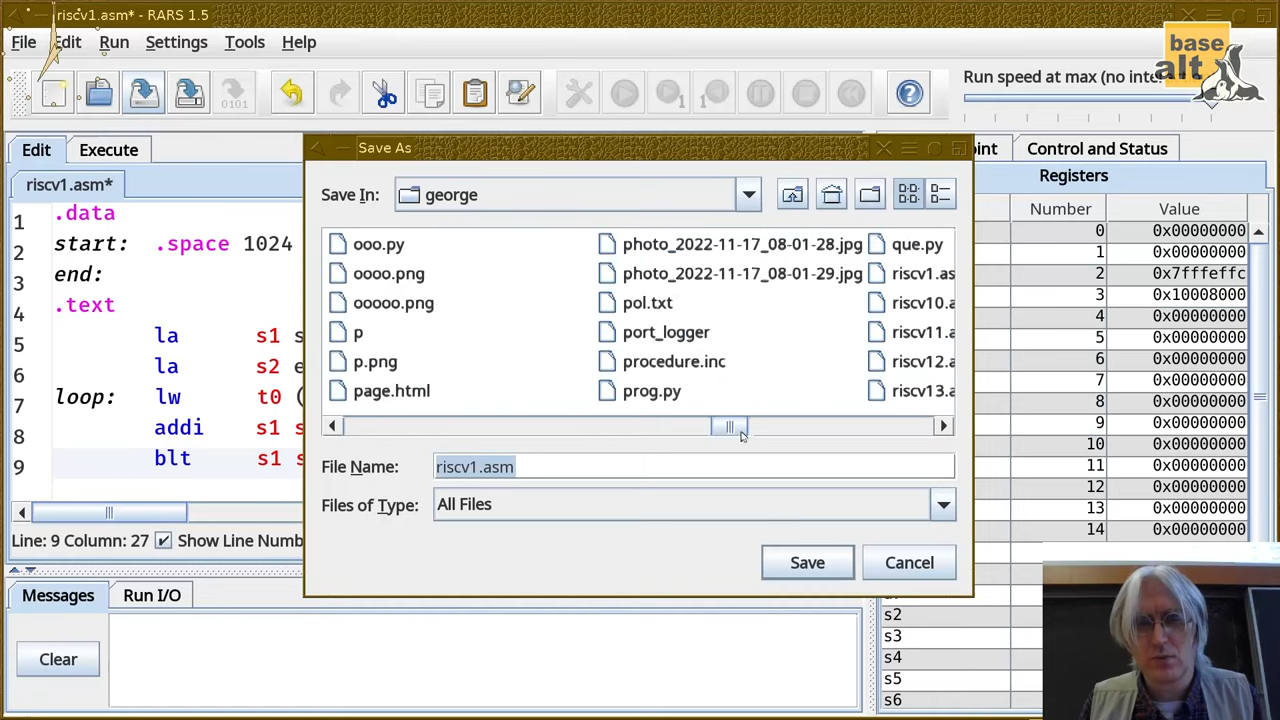 riscv1.asm* - RARS 1.5
File Edit Run Settings Tools Help
base
alt
Run speed at max (no inte
Edit Execute
riscv1.asm*
1 .data
2 start: .space 1024
3 end:
4 .text
5 la s1 s
6 la s2 e
7 loop: lw t0 (
8 addi s1 s
9 blt s1 s
Line: 9 Column: 27 Show Line Numb
Messages Run I/O
Clear
Save As
Save In: george
ooo.py
oooo.png
ooooo.png
p
p.png
page.html
photo_2022-11-17_08-01-28.jpg
photo_2022-11-17_08-01-29.jpg
pol.txt
port_logger
procedure.inc
prog.py
que.py
riscv1.as
riscv10.a
riscv11.a
riscv12.a
riscv13.a
File Name: riscv1.asm
Files of Type: All Files
Save Cancel
int Control and Status
Registers
Number Value
0 0x00000000
1 0x00000000
2 0x7fffeffc
3 0x10008000
4 0x00000000
5 0x00000000
6 0x00000000
7 0x00000000
8 0x00000000
9 0x00000000
10 0x00000000
11 0x00000000
12 0x00000000
13 0x00000000
14 0x00000000
s2
s3
s4
s5
s6